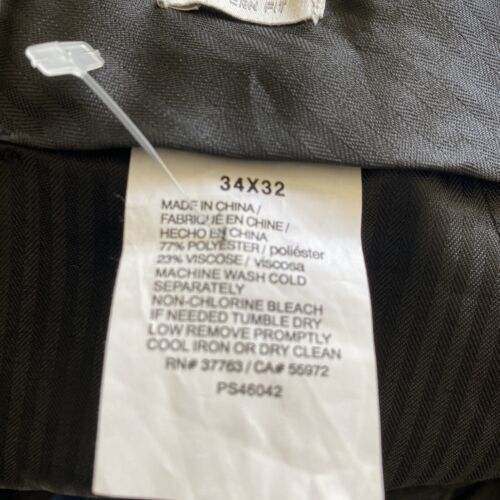 FIT
34X32
MADE IN CHINA /
FABRIQUÉ EN CHINE /
HECHO EN CHINA
77% POLYESTER / poliéster
23% VISCOSE / viscosa
MACHINE WASH COLD
SEPARATELY
NON-CHLORINE BLEACH
IF NEEDED TUMBLE DRY
LOW REMOVE PROMPTLY
COOL IRON OR DRY CLEAN
RN# 37763 / CA# 55972
PS46042